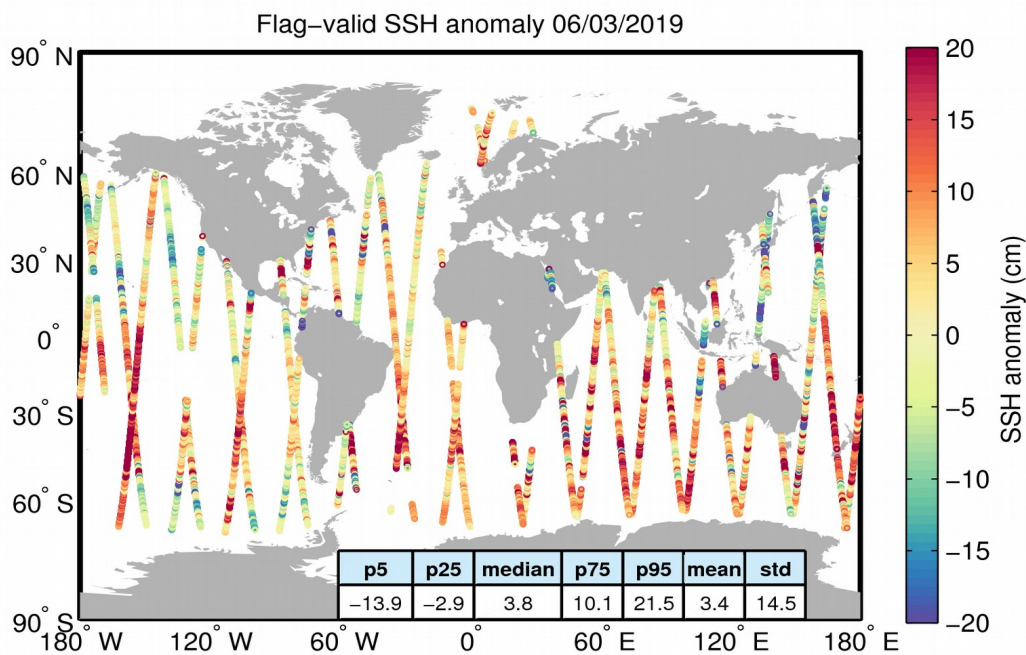 Flag−valid SSH anomaly 06/03/2019
90° N
60° N
30° N
0°
30° S
60° S
90° S
180° W
120° W
60° W
0°
60° E
120° E
180° E
p5 p25 median p75 p95 mean std
−13.9 −2.9 3.8 10.1 21.5 3.4 14.5
20
15
10
5
0
−5
−10
−15
−20
SSH anomaly (cm)